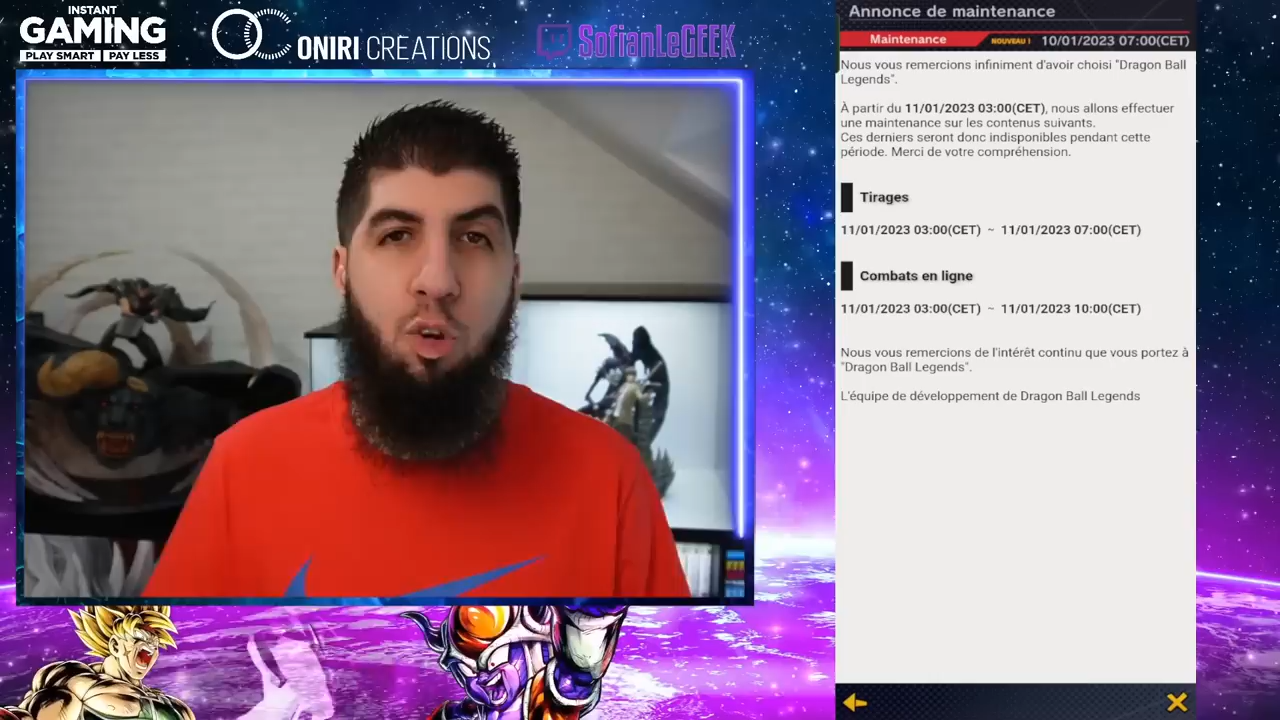 INSTANT
GAMING
PLAY SMART PAY LESS
ONIRI CREATIONS
SofianLeGEEK
Annonce de maintenance
Maintenance NOUVEAU ! 10/01/2023 07:00(CET)
Nous vous remercions infiniment d'avoir choisi "Dragon Ball
Legends".
À partir du 11/01/2023 03:00(CET), nous allons effectuer
une maintenance sur les contenus suivants.
Ces derniers seront donc indisponibles pendant cette
période. Merci de votre compréhension.
Tirages
11/01/2023 03:00(CET) ~ 11/01/2023 07:00(CET)
Combats en ligne
11/01/2023 03:00(CET) ~ 11/01/2023 10:00(CET)
Nous vous remercions de l'intérêt continu que vous portez à
"Dragon Ball Legends".
L'équipe de développement de Dragon Ball Legends